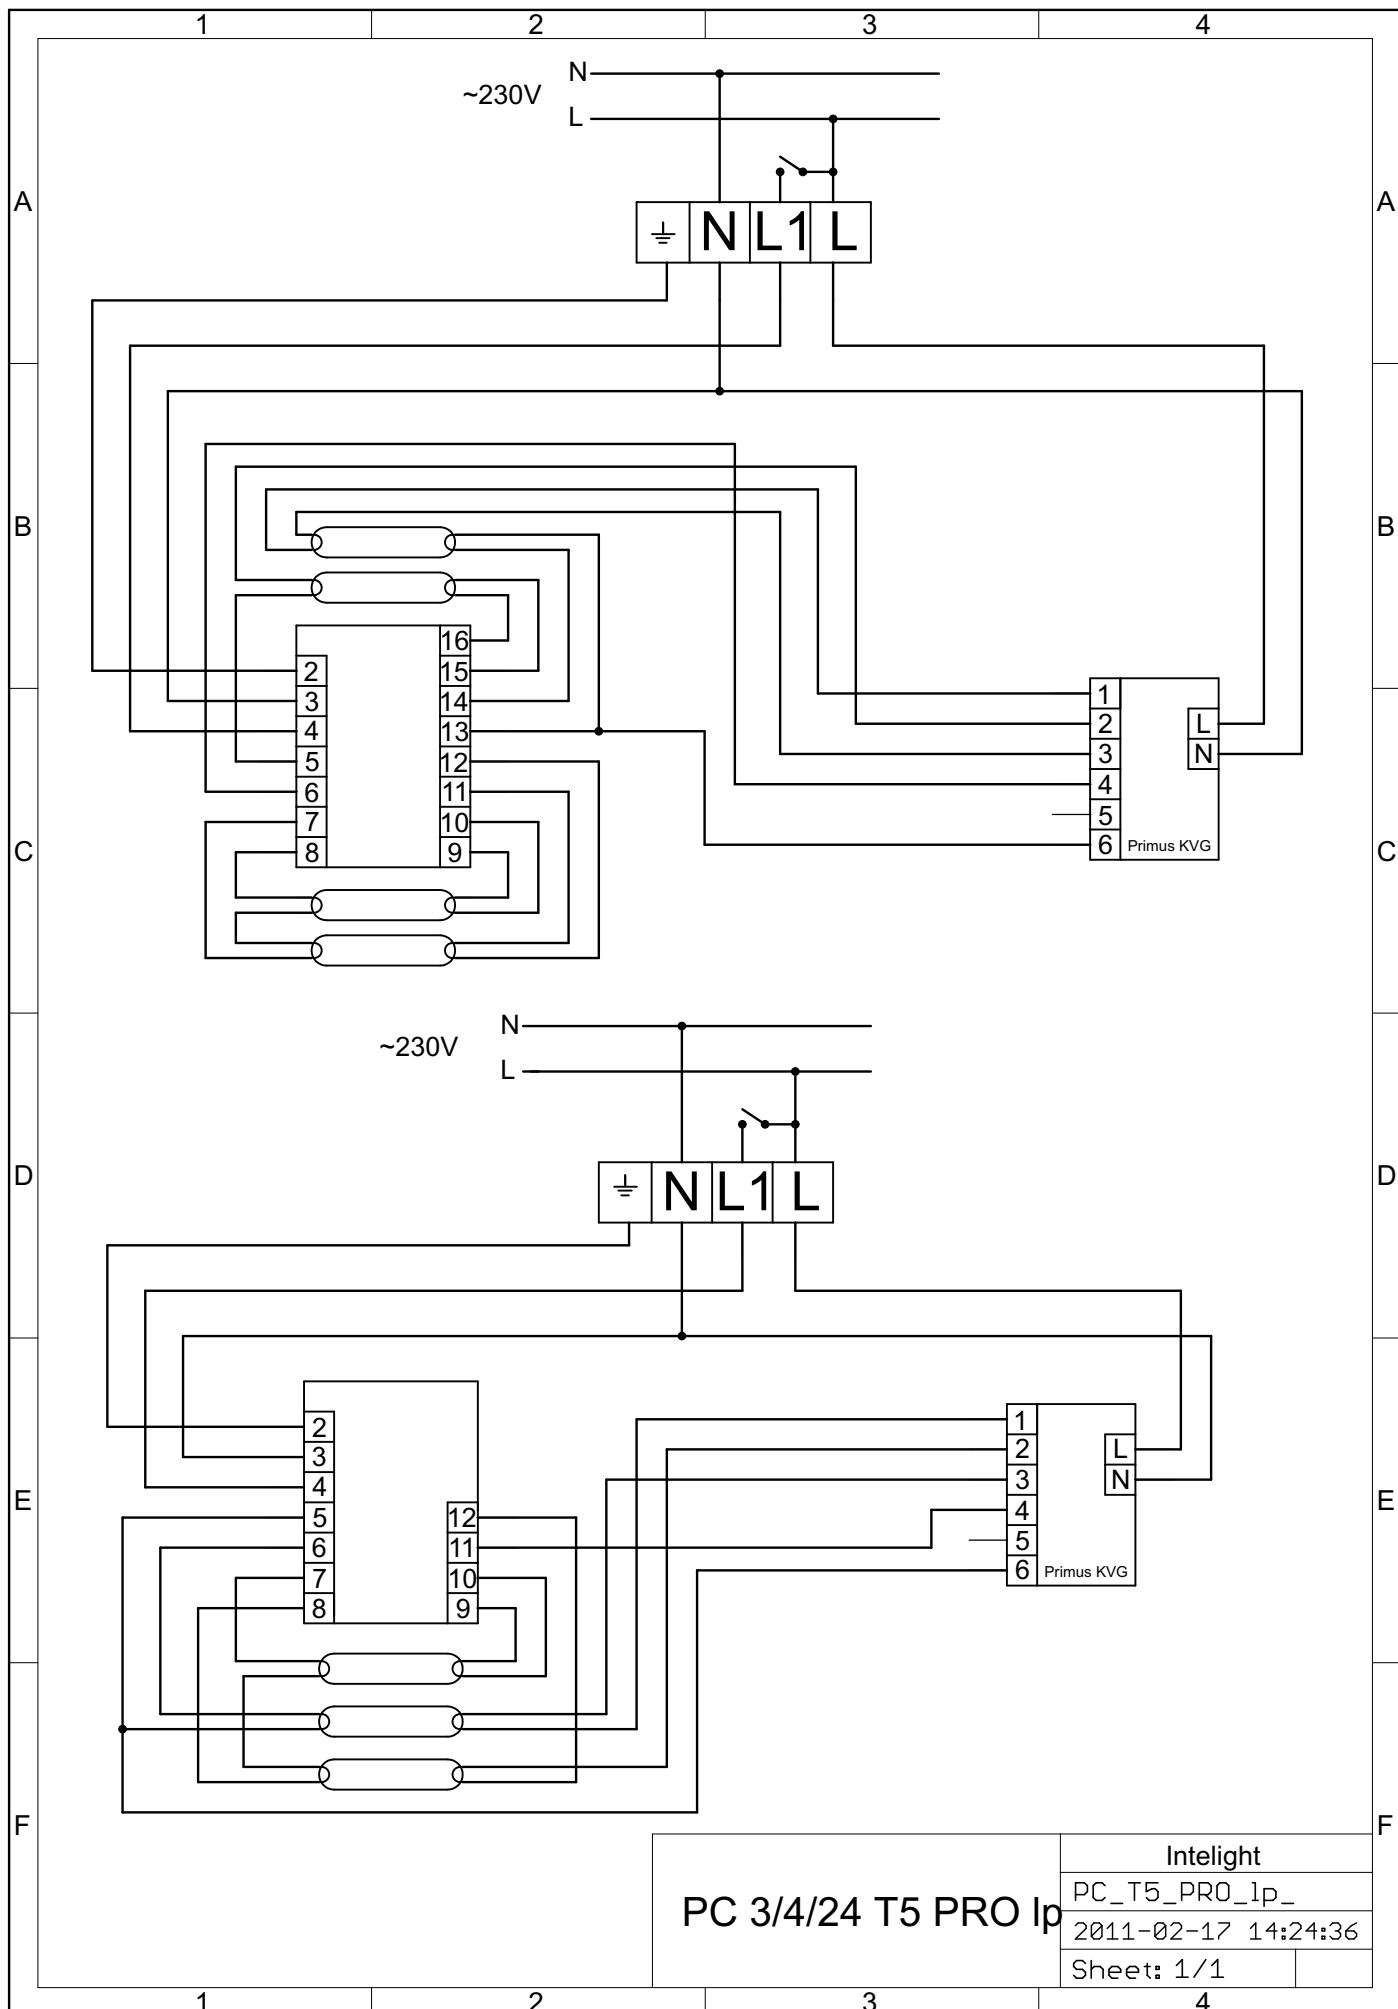 1 2 3 4
N
~230V
L
A A
N L1 L
B B
16
2 15
3 14
4 13
5 12
6 11
7 10
8 9
1
2 L
3 N
4
5
6 Primus KVG
C C
N
~230V
L
D D
N L1 L
2
3
4
5 12
6 11
7 10
8 9
1
2 L
3 N
4
5
6 Primus KVG
E E
F F
PC 3/4/24 T5 PRO lp
Intelight
PC_T5_PRO_lp_
2011-02-17 14:24:36
Sheet: 1/1
1 2 3 4